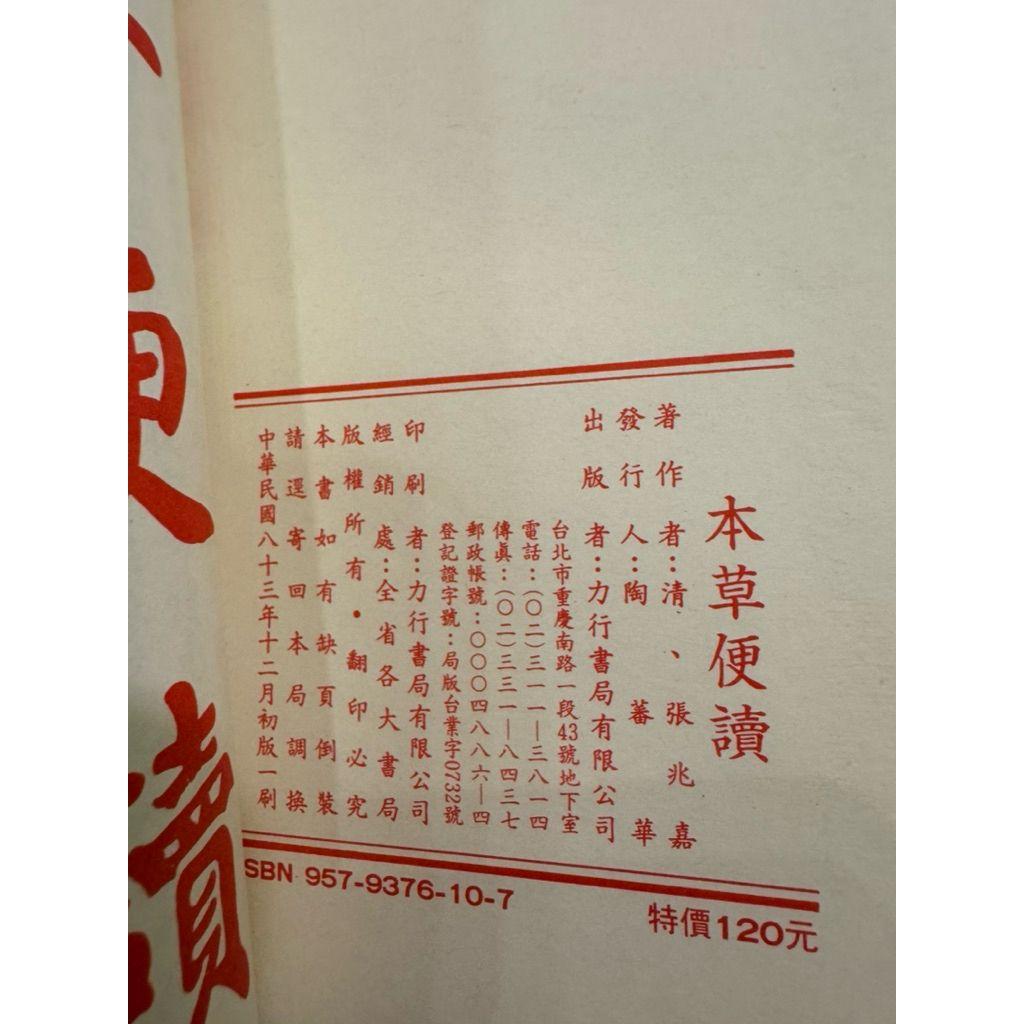 本草便讀
著作者：清、張兆嘉
發行人：陶蕃華
出版者：力行書局有限公司
台北市重慶南路一段43號地下室
電話：(〇二)三一一—三八一四
傳眞：(〇二)三三一—八四三七
郵政帳號：〇〇〇四八八六—四
登記證字號：局版台業字0732號
印刷者：力行書局有限公司
經銷處：全省各大書局
版權所有•翻印必究
本書如有缺頁倒裝
請逕寄回本局調換
中華民國八十三年十二月初版一刷
SBN 957-9376-10-7
特價120元
便讀